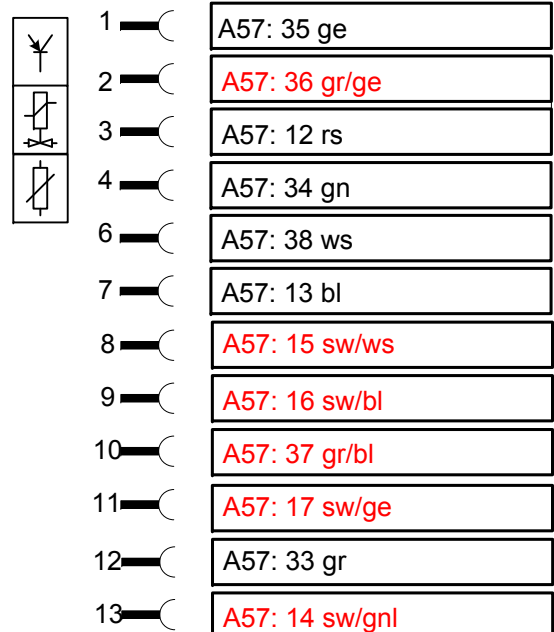 1 A57: 35 ge
2 A57: 36 gr/ge
3 A57: 12 rs
4 A57: 34 gn
6 A57: 38 ws
7 A57: 13 bl
8 A57: 15 sw/ws
9 A57: 16 sw/bl
10 A57: 37 gr/bl
11 A57: 17 sw/ge
12 A57: 33 gr
13 A57: 14 sw/gnl